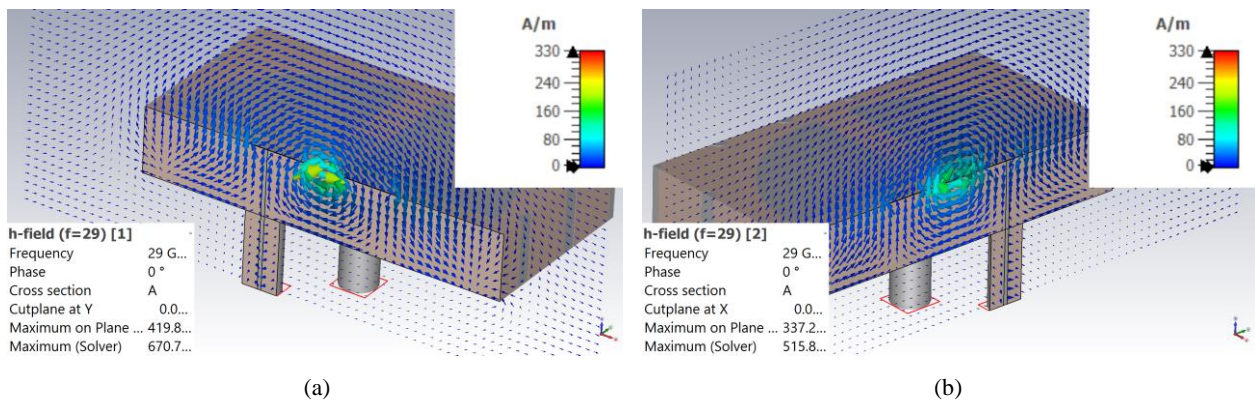 A/m
330
240
160
80
0
h-field (f=29) [1]
Frequency 29 G...
Phase 0 °
Cross section A
Cutplane at Y 0.0...
Maximum on Plane ... 419.8...
Maximum (Solver) 670.7...
(a)
A/m
330
240
160
80
0
h-field (f=29) [2]
Frequency 29 G...
Phase 0 °
Cross section A
Cutplane at X 0.0...
Maximum on Plane ... 337.2...
Maximum (Solver) 515.8...
(b)